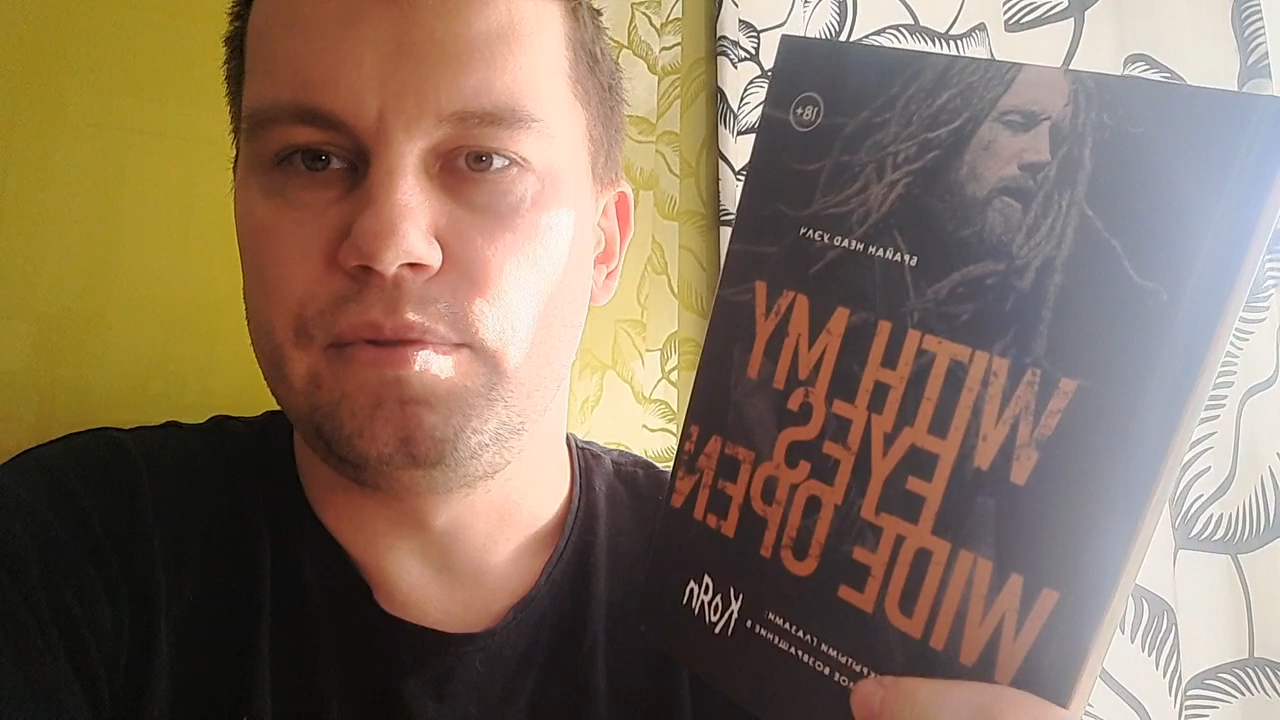 18+
БРАЙАН HEAD УЭЛЧ
WITH MY
EYES
WIDE OPEN
ГЛАЗАМИ:
ВОЗВРАЩЕНИЕ В
KoRn